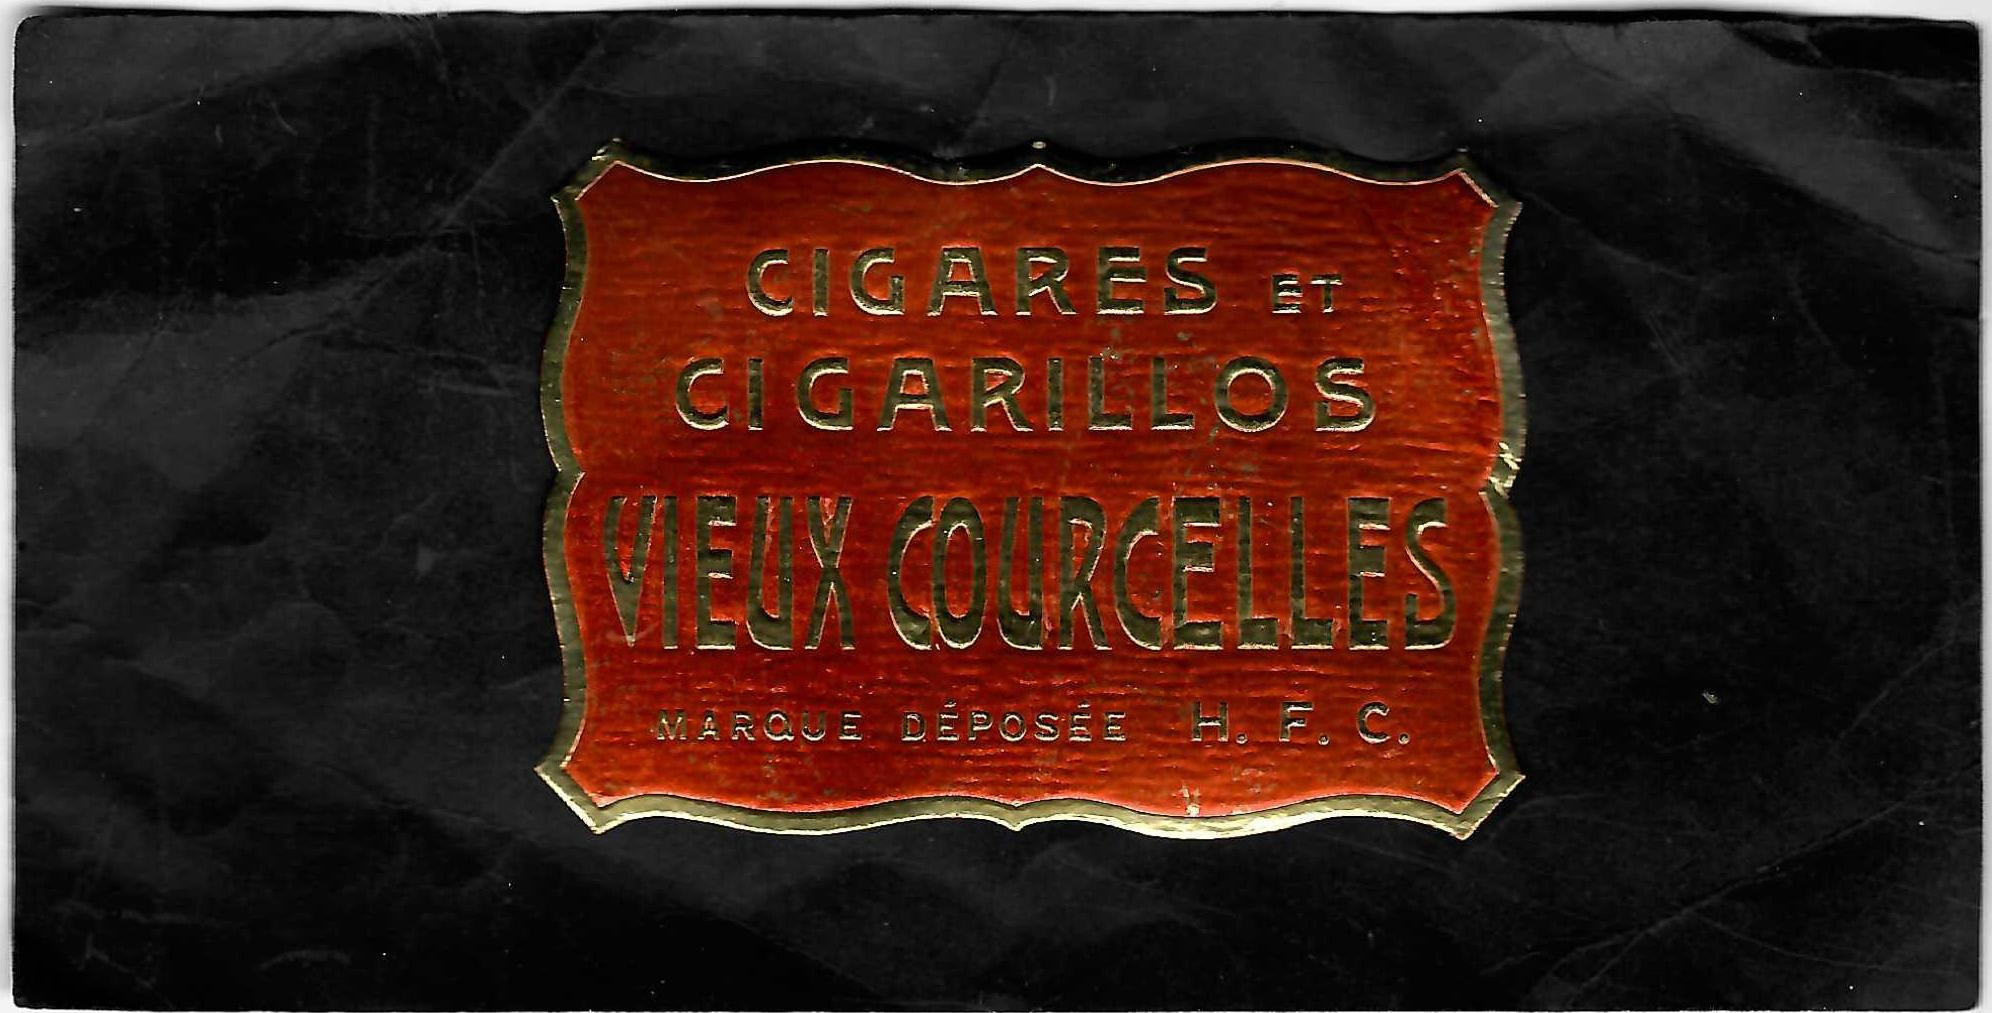 CIGARES ET
CIGARILLOS
VIEUX COURCELLES
MARQUE DÉPOSÉE H. F. C.